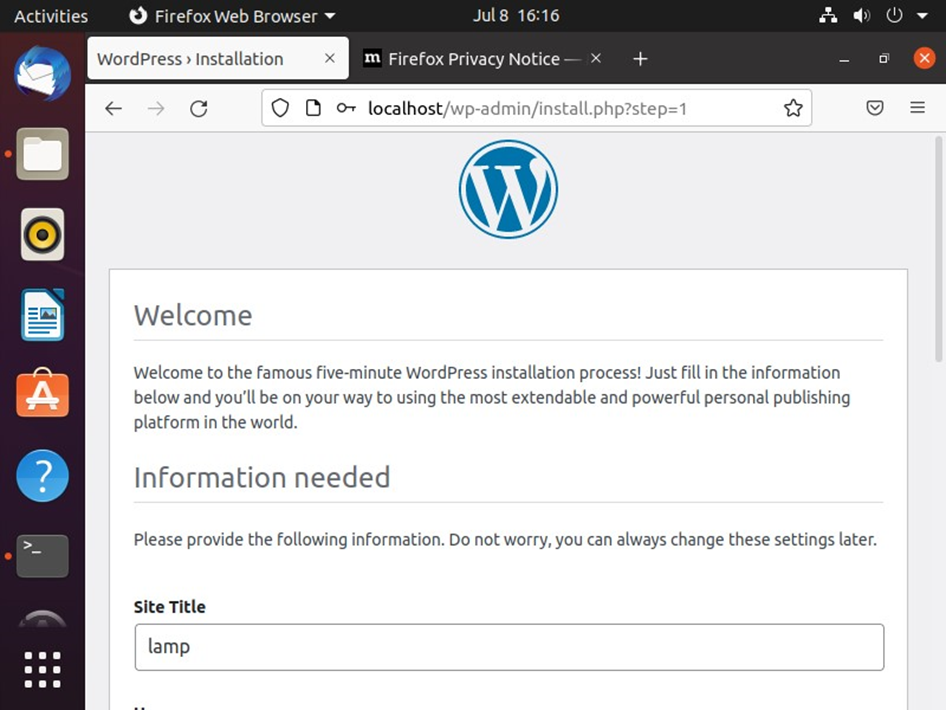 Activities Firefox Web Browser Jul 8 16:16
WordPress › Installation Firefox Privacy Notice —
localhost/wp-admin/install.php?step=1
Welcome
Welcome to the famous five-minute WordPress installation process! Just fill in the information
below and you’ll be on your way to using the most extendable and powerful personal publishing
platform in the world.
Information needed
Please provide the following information. Do not worry, you can always change these settings later.
Site Title
lamp